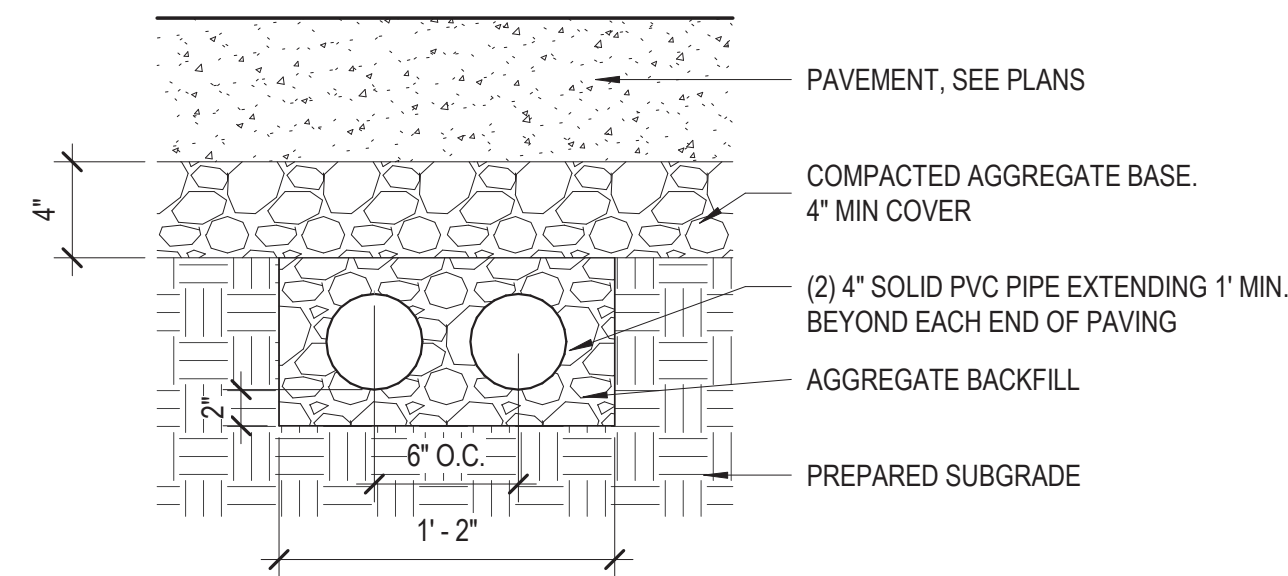 PAVEMENT, SEE PLANS
4"
COMPACTED AGGREGATE BASE.
4" MIN COVER
(2) 4" SOLID PVC PIPE EXTENDING 1' MIN.
BEYOND EACH END OF PAVING
AGGREGATE BACKFILL
2"
6" O.C.
PREPARED SUBGRADE
1' - 2"